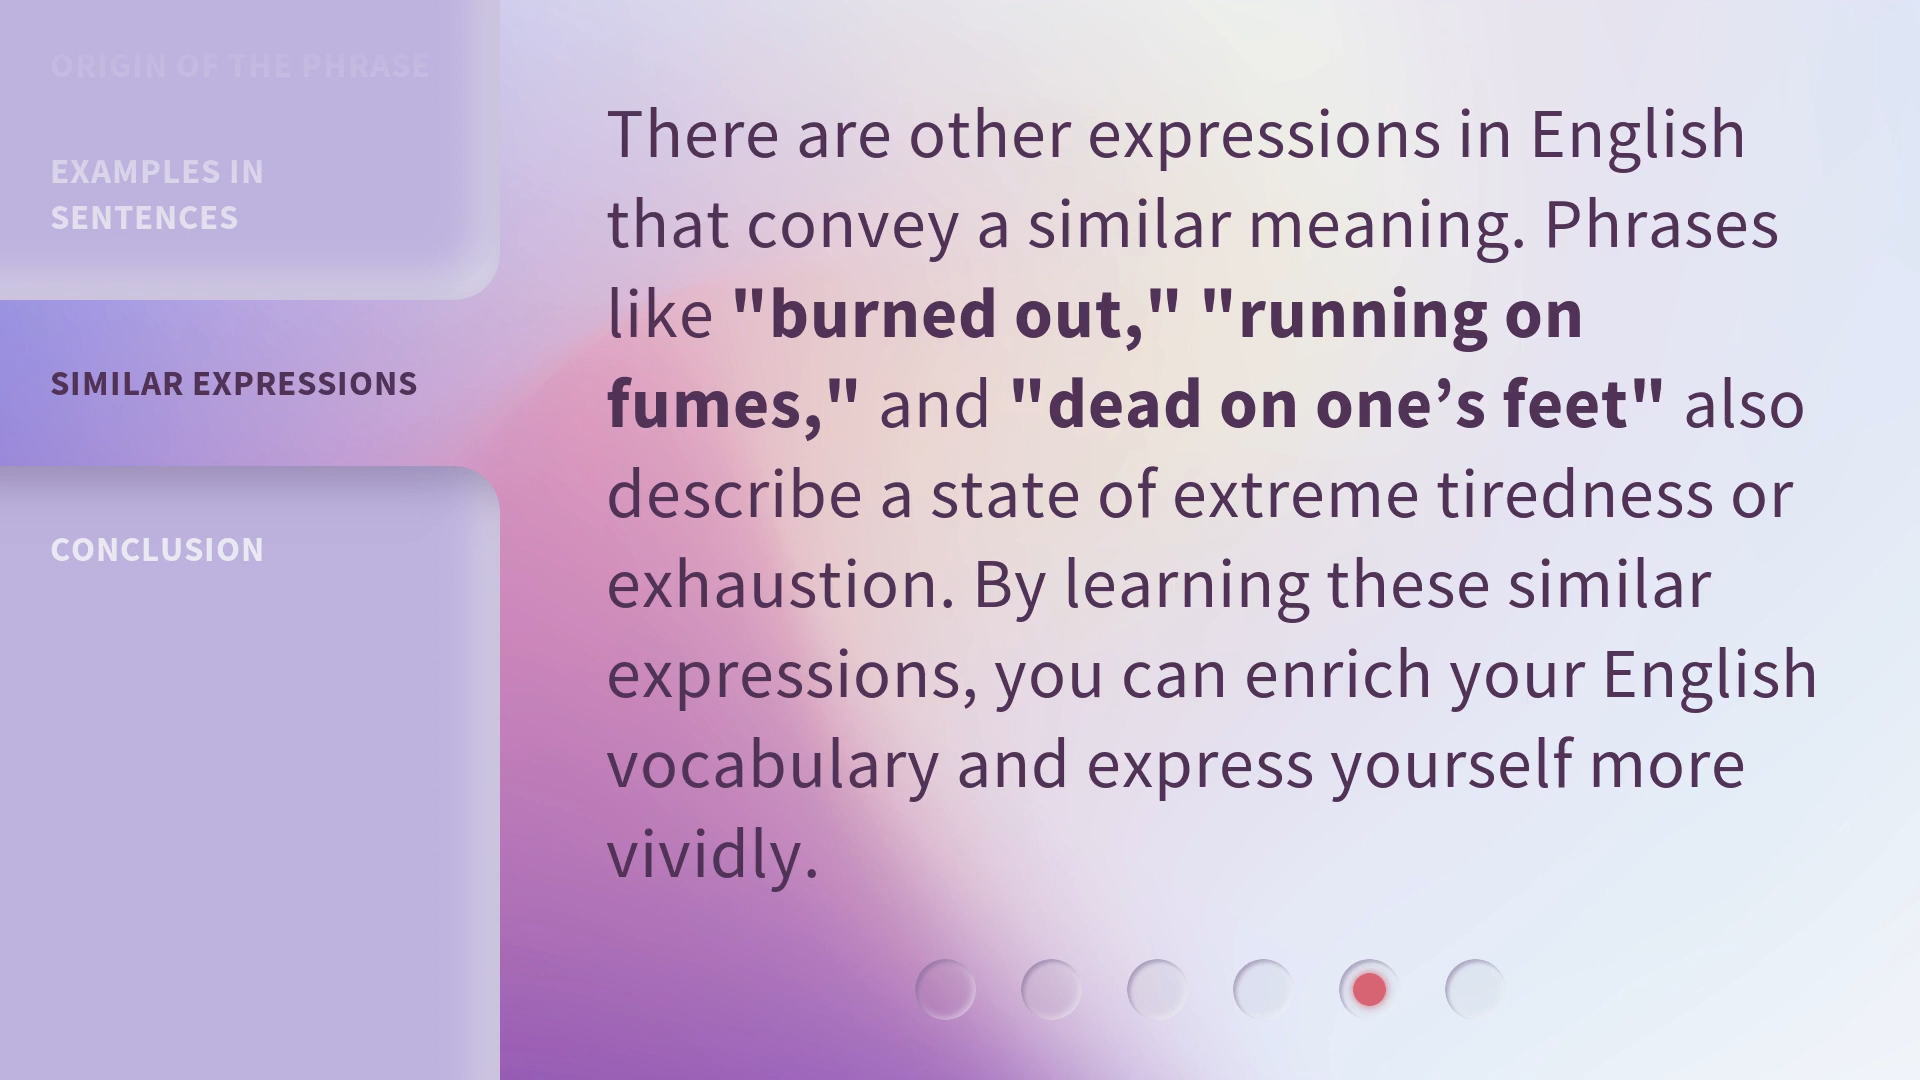 ORIGIN OF THE PHRASE
EXAMPLES IN
SENTENCES
SIMILAR EXPRESSIONS
CONCLUSION
There are other expressions in English
that convey a similar meaning. Phrases
like "burned out," "running on
fumes," and "dead on one’s feet" also
describe a state of extreme tiredness or
exhaustion. By learning these similar
expressions, you can enrich your English
vocabulary and express yourself more
vividly.